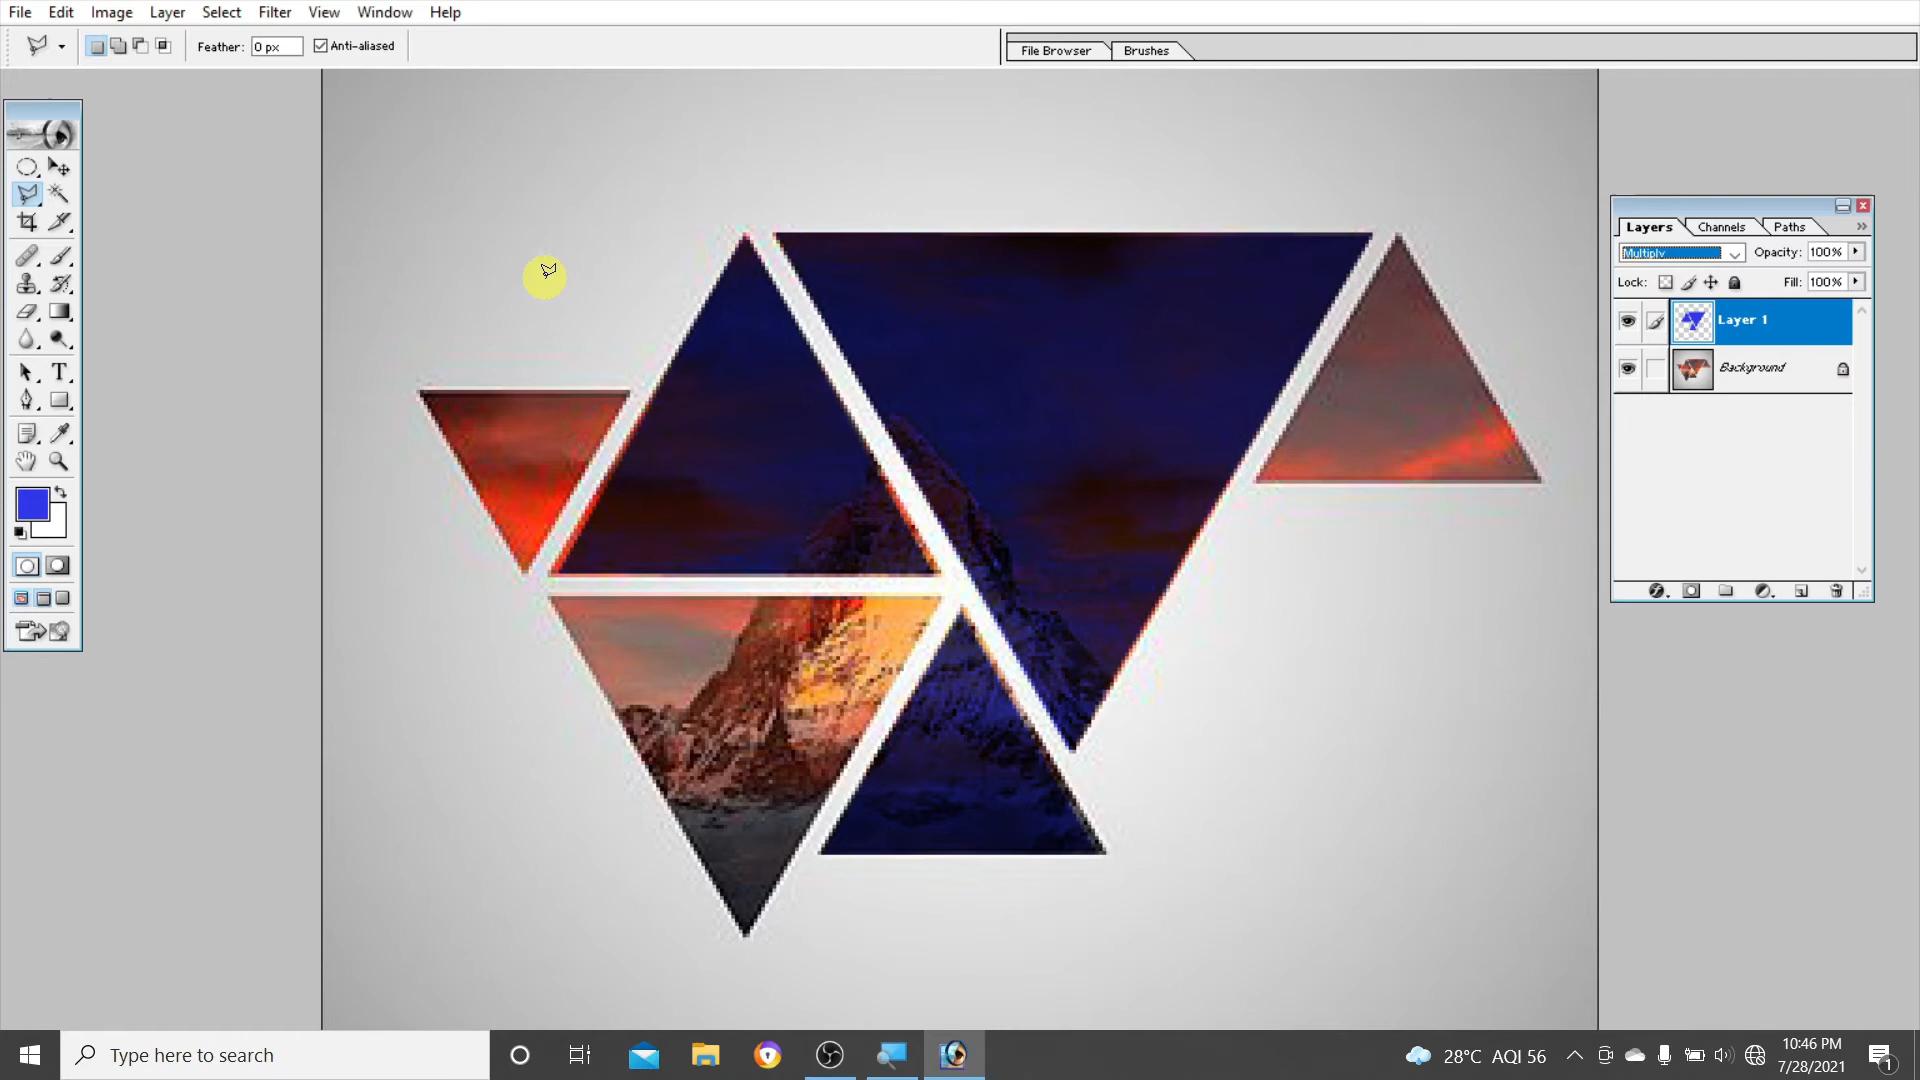 File Edit Image Layer Select Filter View Window Help
Feather: 0 px Anti-aliased File Browser Brushes
Layers Channels Paths
Multiply Opacity: 100%
Lock: Fill: 100%
Layer 1
Background
T
Type here to search
28°C AQI 56
10:46 PM
7/28/2021
1